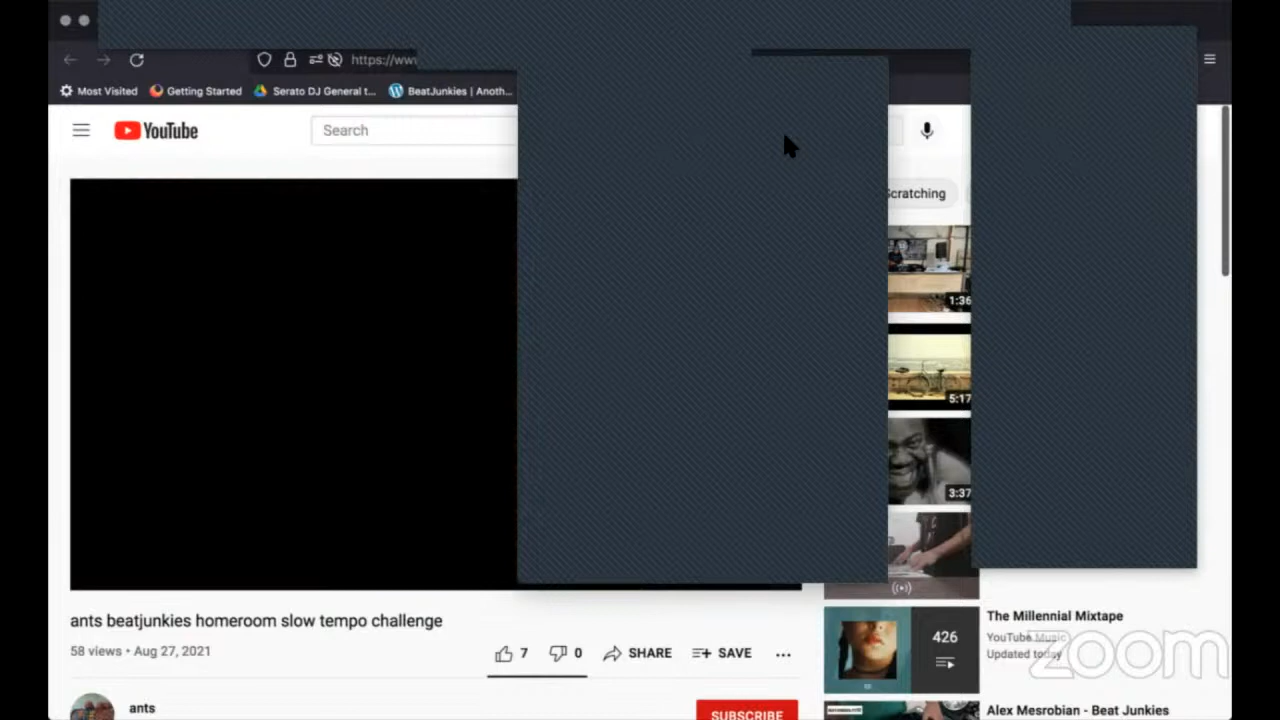 https://ww
Most Visited
Getting Started
Serato DJ General t...
BeatJunkies | Anoth...
YouTube
Search
Scratching
1:36
5:17
3:37
ants beatjunkies homeroom slow tempo challenge
58 views • Aug 27, 2021
7
0
SHARE
SAVE
...
ants
SUBSCRIBE
426
The Millennial Mixtape
YouTube Music
Updated today
zoom
Alex Mesrobian - Beat Junkies